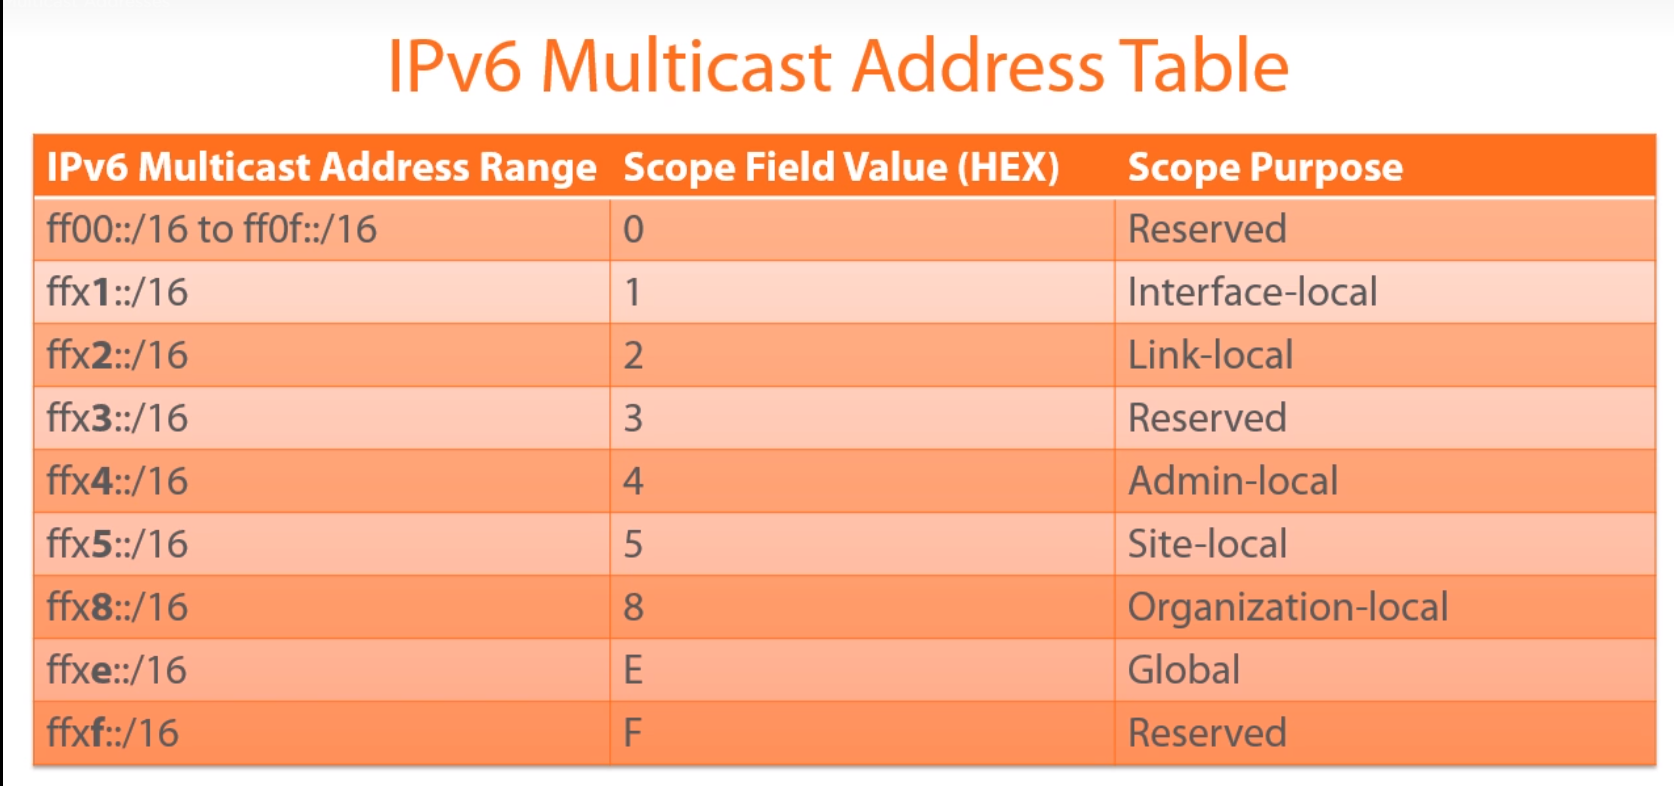 IPv6 Multicast Address Table
IPv6 Multicast Address Range Scope Field Value (HEX) Scope Purpose
ff00::/16 to ff0f::/16 0 Reserved
ffx1::/16 1 Interface-local
ffx2::/16 2 Link-local
ffx3::/16 3 Reserved
ffx4::/16 4 Admin-local
ffx5::/16 5 Site-local
ffx8::/16 8 Organization-local
ffxe::/16 E Global
ffxf::/16 F Reserved